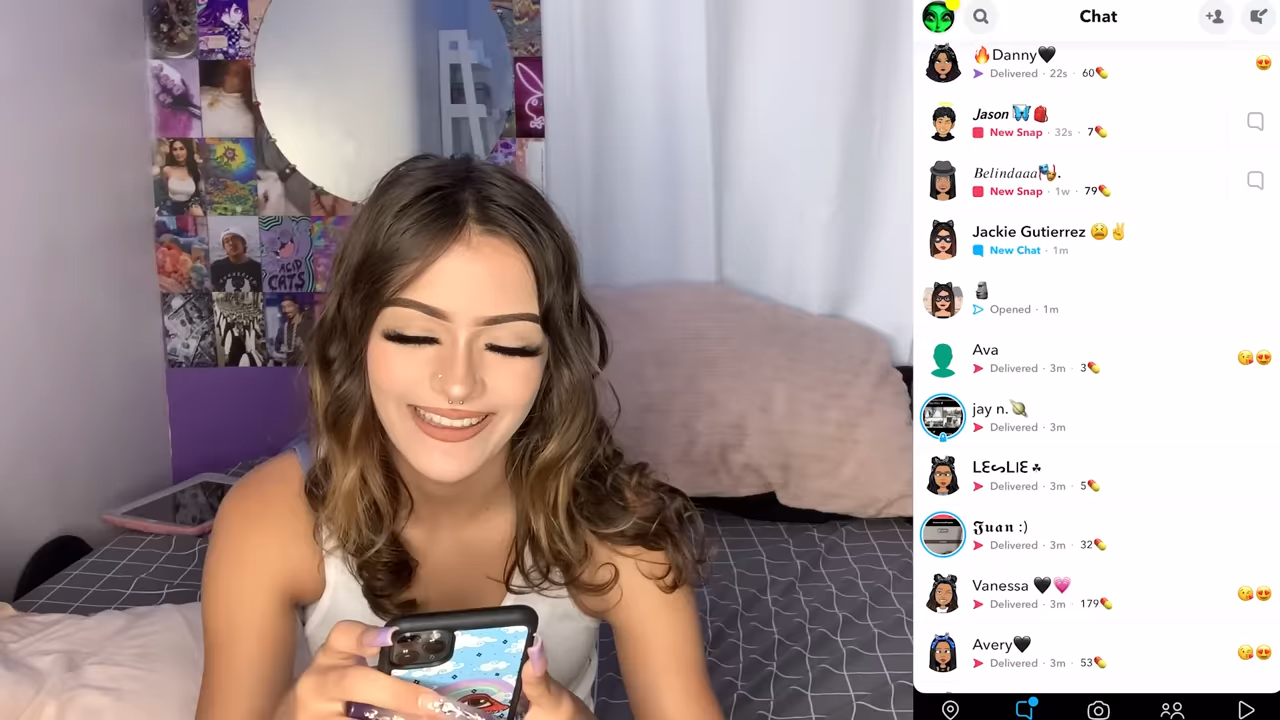 ACID
CATS
Chat
🔥Danny🖤
Delivered · 22s · 60💊
Jason 🦋🎒
New Snap · 32s · 7💊
Belindaaa🎭.
New Snap · 1w · 79💊
Jackie Gutierrez 😫✌️
New Chat · 1m
🗿
Opened · 1m
Ava
Delivered · 3m · 3💊
jay n.🪐
Delivered · 3m
LƐᔕLIƐ ☘
Delivered · 3m · 5💊
𝕵𝖚𝖆𝖓 :)
Delivered · 3m · 32💊
Vanessa 🖤💗
Delivered · 3m · 179💊
Avery🖤
Delivered · 3m · 53💊